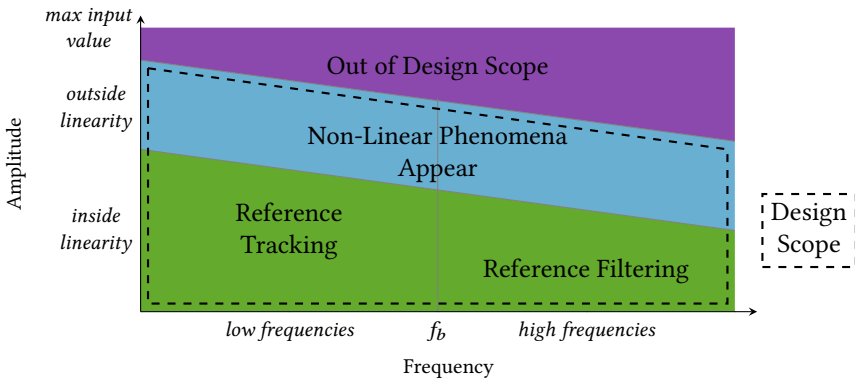 max input
value
Out of Design Scope
outside
linearity
Non-Linear Phenomena
Appear
Amplitude
inside
linearity
Reference
Tracking
Reference Filtering
Design
Scope
low frequencies
f_b
high frequencies
Frequency